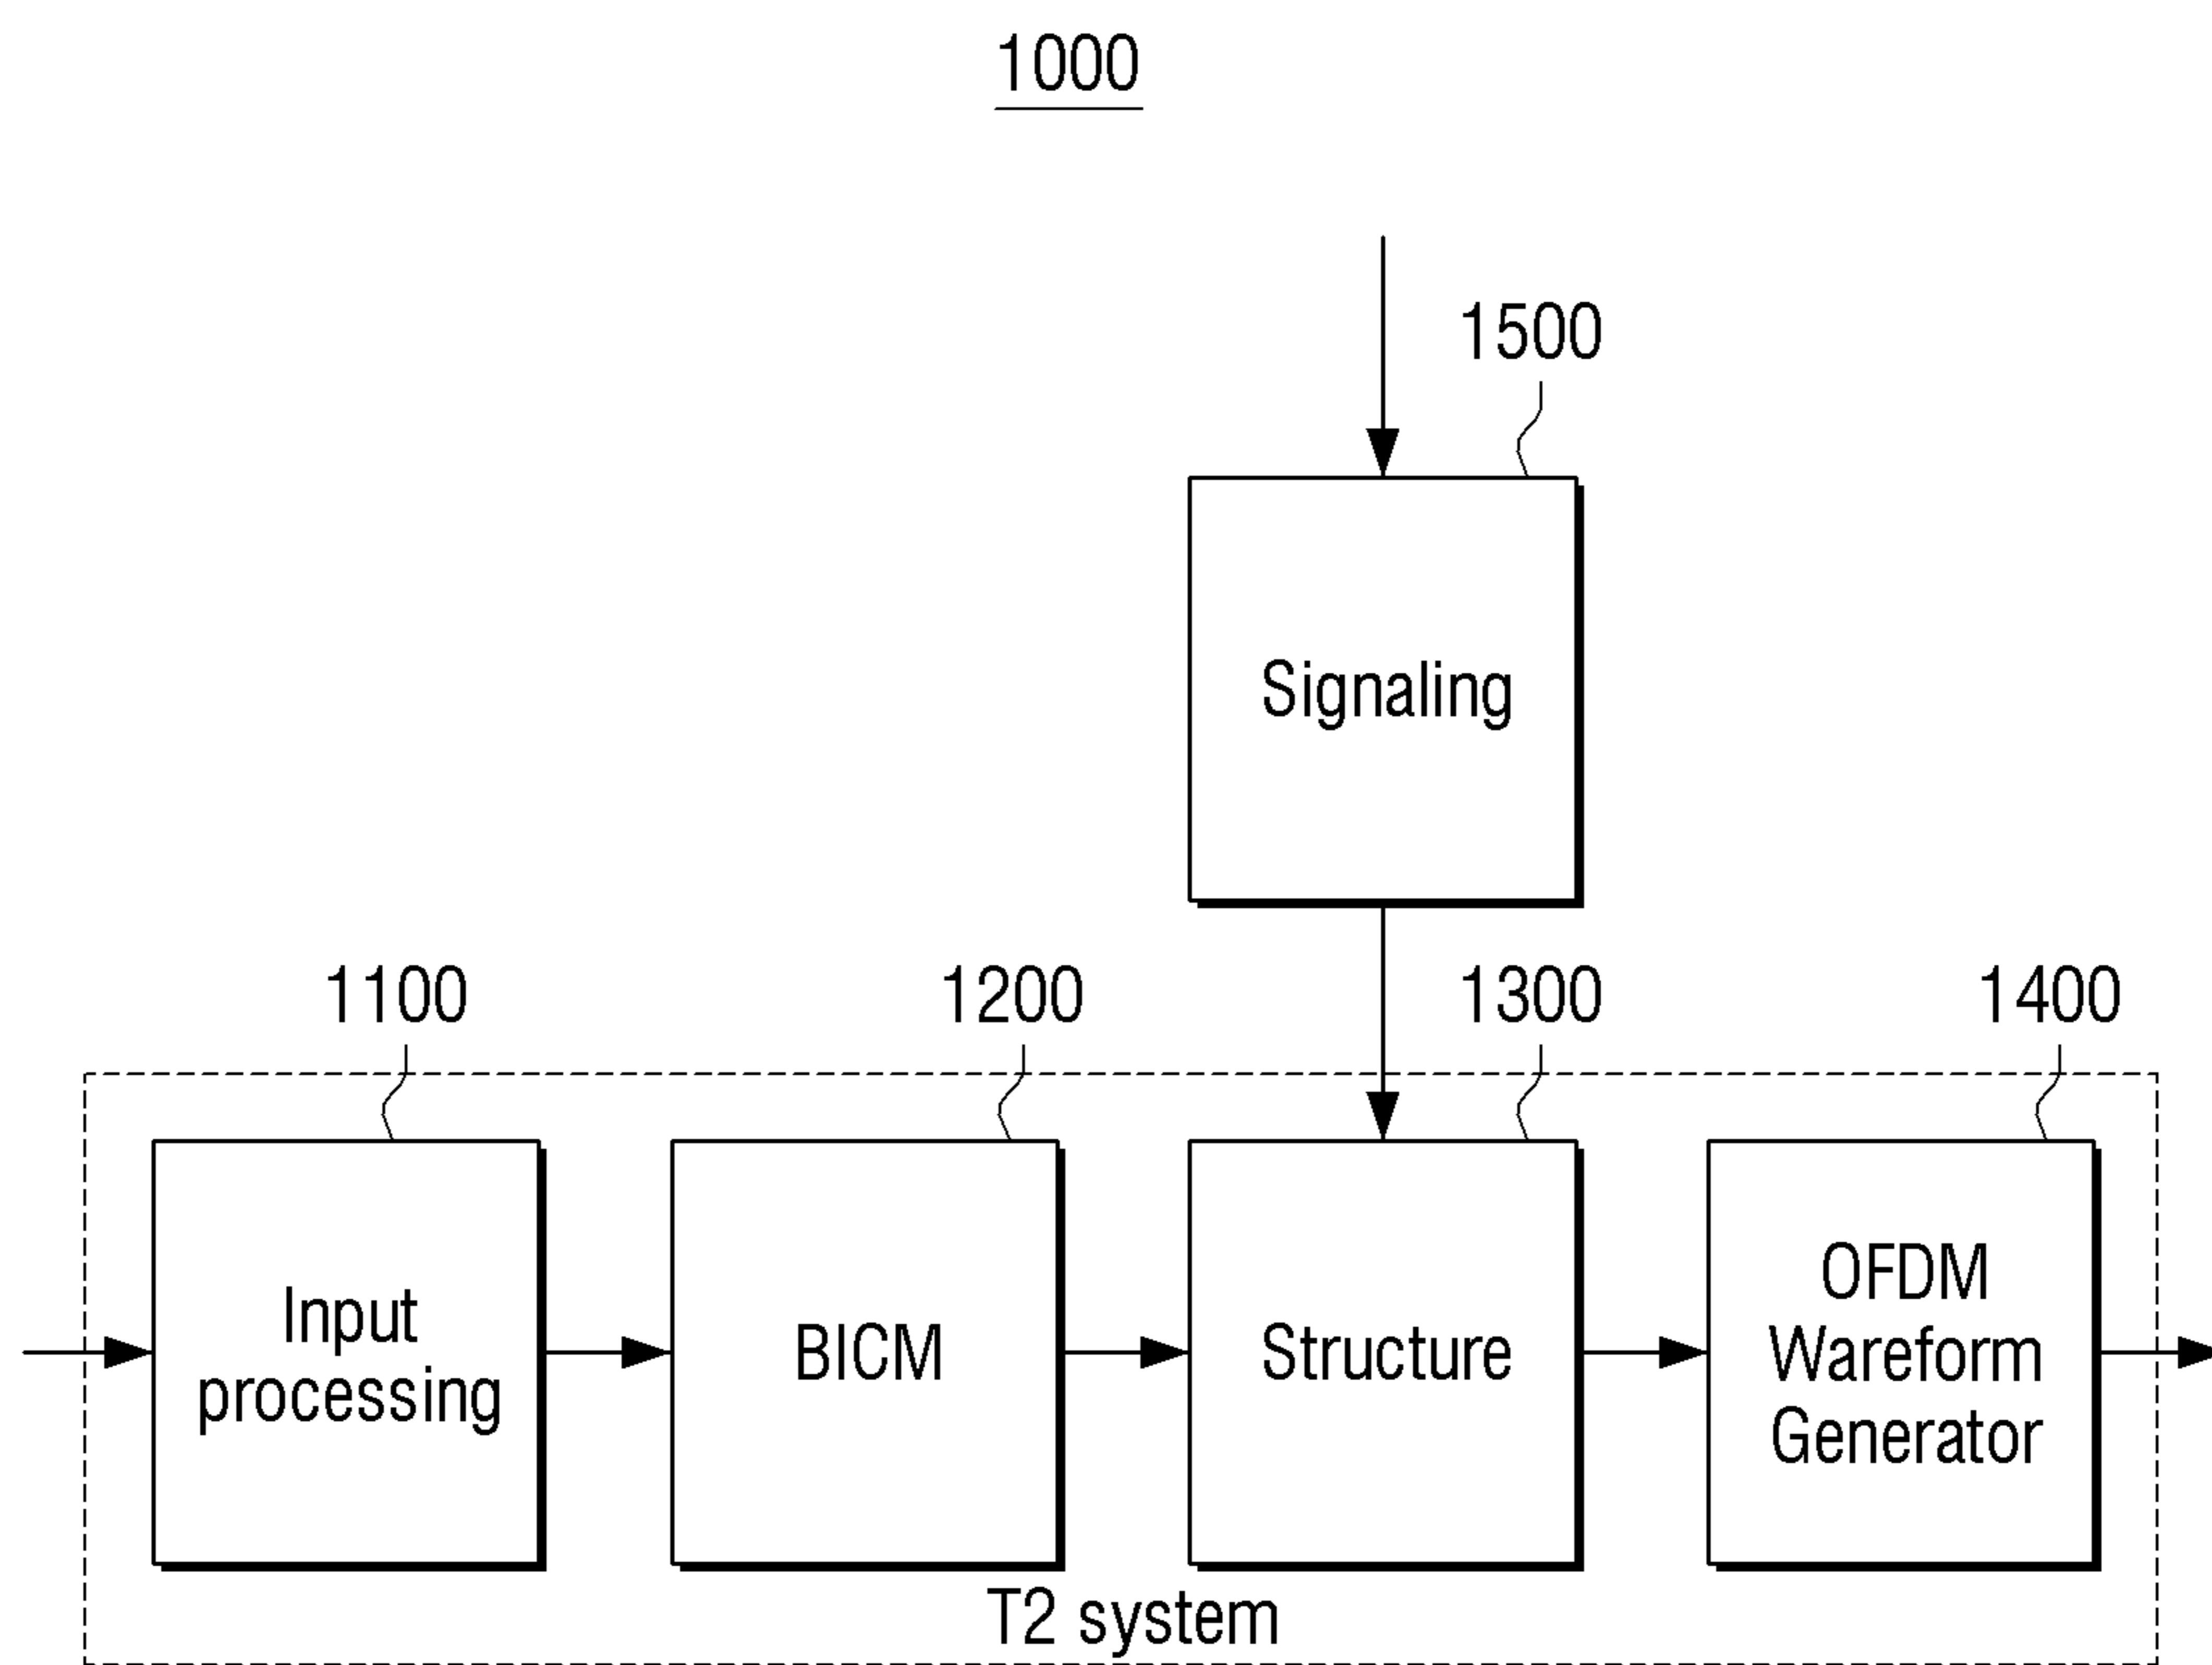 1000
1500
Signaling
1100
1200
1300
1400
Input
processing
BICM
Structure
OFDM
Wareform
Generator
T2 system